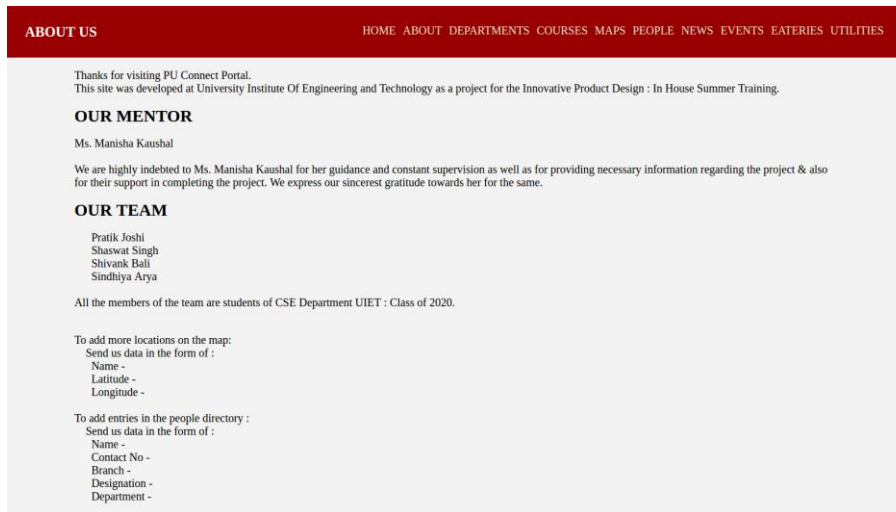 ABOUT US
HOME ABOUT DEPARTMENTS COURSES MAPS PEOPLE NEWS EVENTS EATERIES UTILITIES
Thanks for visiting PU Connect Portal.
This site was developed at University Institute Of Engineering and Technology as a project for the Innovative Product Design : In House Summer Training.
OUR MENTOR
Ms. Manisha Kaushal
We are highly indebted to Ms. Manisha Kaushal for her guidance and constant supervision as well as for providing necessary information regarding the project & also
for their support in completing the project. We express our sincerest gratitude towards her for the same.
OUR TEAM
Pratik Joshi
Shaswat Singh
Shivank Bali
Sindhiya Arya
All the members of the team are students of CSE Department UIET : Class of 2020.
To add more locations on the map:
Send us data in the form of :
Name -
Latitude -
Longitude -
To add entries in the people directory :
Send us data in the form of :
Name -
Contact No -
Branch -
Designation -
Department -